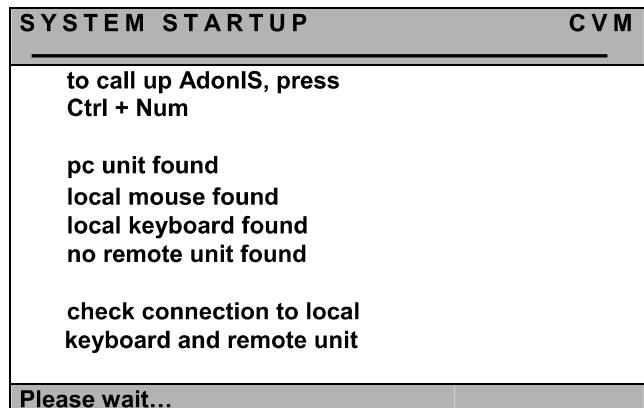 SYSTEM STARTUP CVM
to call up AdonIS, press
Ctrl + Num
pc unit found
local mouse found
local keyboard found
no remote unit found
check connection to local
keyboard and remote unit
Please wait...